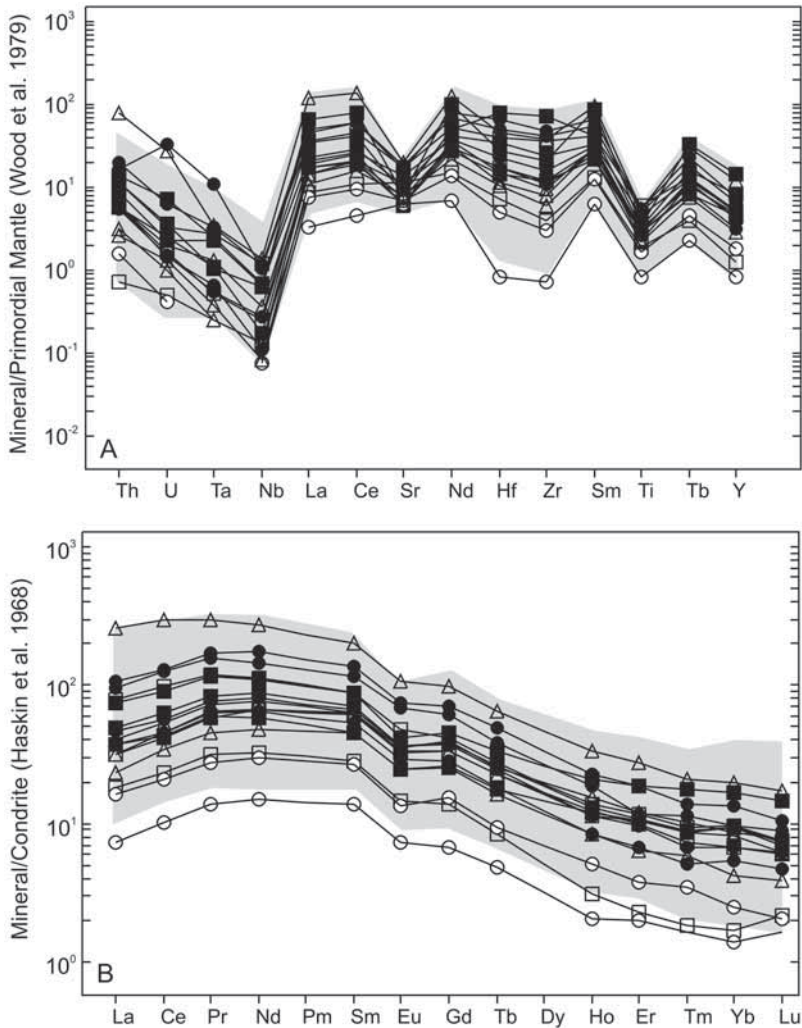 Mineral/Primordial Mantle (Wood et al. 1979)
10³
10²
10¹
10⁰
10⁻¹
10⁻²
A
Th U Ta Nb La Ce Sr Nd Hf Zr Sm Ti Tb Y
Mineral/Condrite (Haskin et al. 1968)
10³
10²
10¹
10⁰
B
La Ce Pr Nd Pm Sm Eu Gd Tb Dy Ho Er Tm Yb Lu